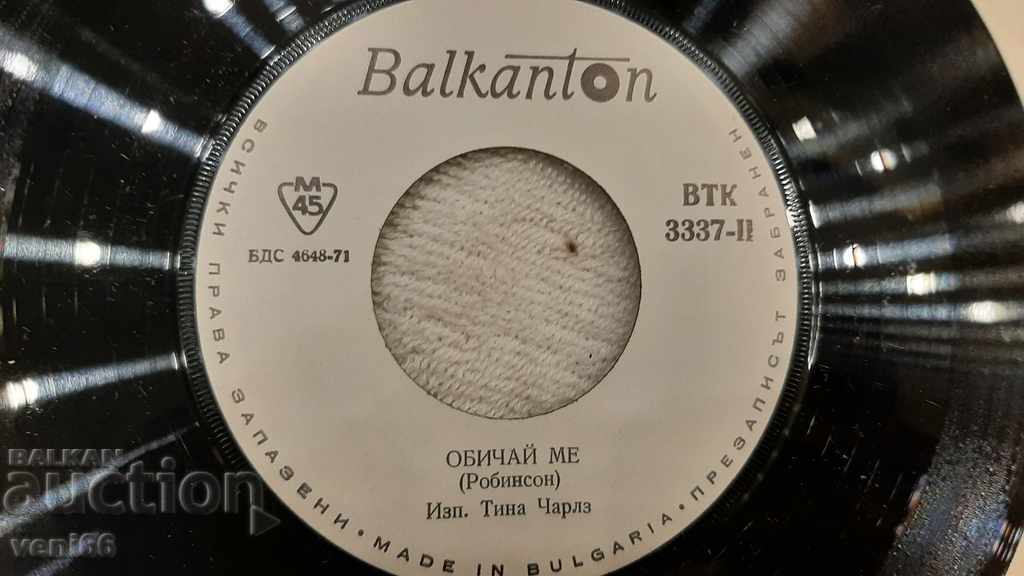 Balkanton
M
45
БДС 4648-71
ВТК
3337-II
ОБИЧАЙ МЕ
(Робинсон)
Изп. Тина Чарлз
ВСИЧКИ ПРАВА ЗАПАЗЕНИ · MADE IN BULGARIA · ПРЕЗАПИСЪТ ЗАБРАНЕН
BALKAN
auction
veni66